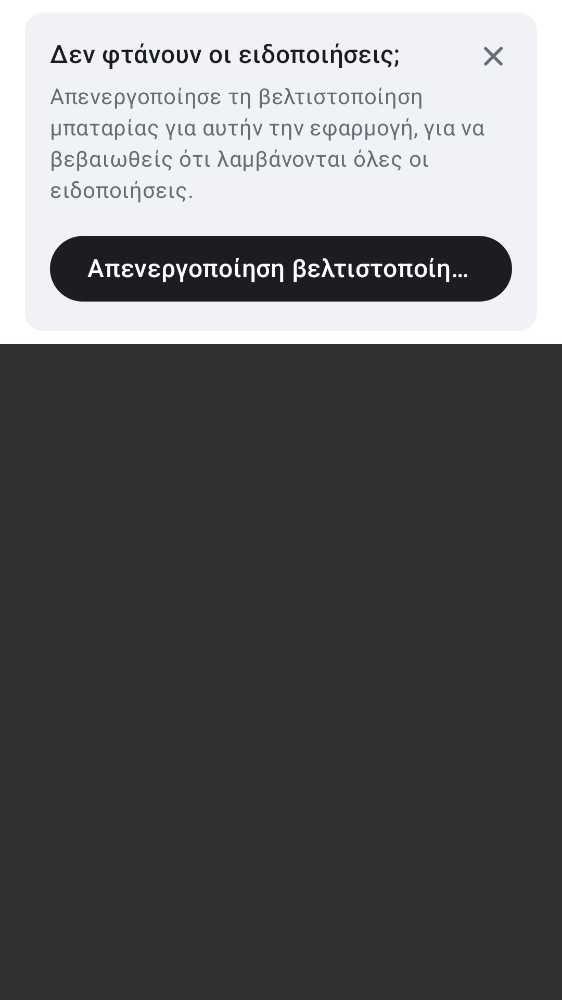 Δεν φτάνουν οι ειδοποιήσεις;
Απενεργοποίησε τη βελτιστοποίηση
μπαταρίας για αυτήν την εφαρμογή, για να
βεβαιωθείς ότι λαμβάνονται όλες οι
ειδοποιήσεις.
Απενεργοποίηση βελτιστοποίη...